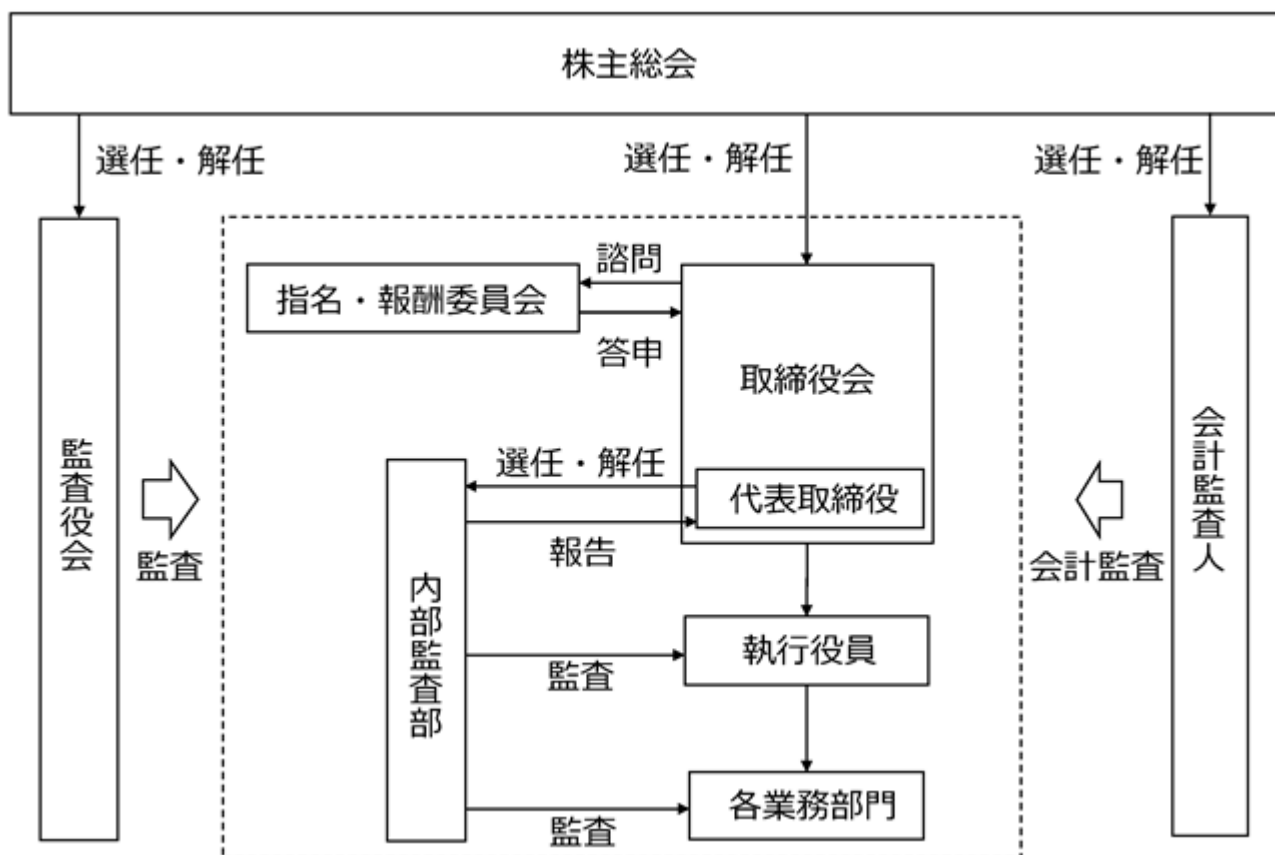 株主総会
選任・解任
選任・解任
選任・解任
諮問
指名・報酬委員会
答申
取締役会
選任・解任
代表取締役
報告
監査役会
監査
会計監査人
会計監査
内部監査部
執行役員
監査
各業務部門
監査